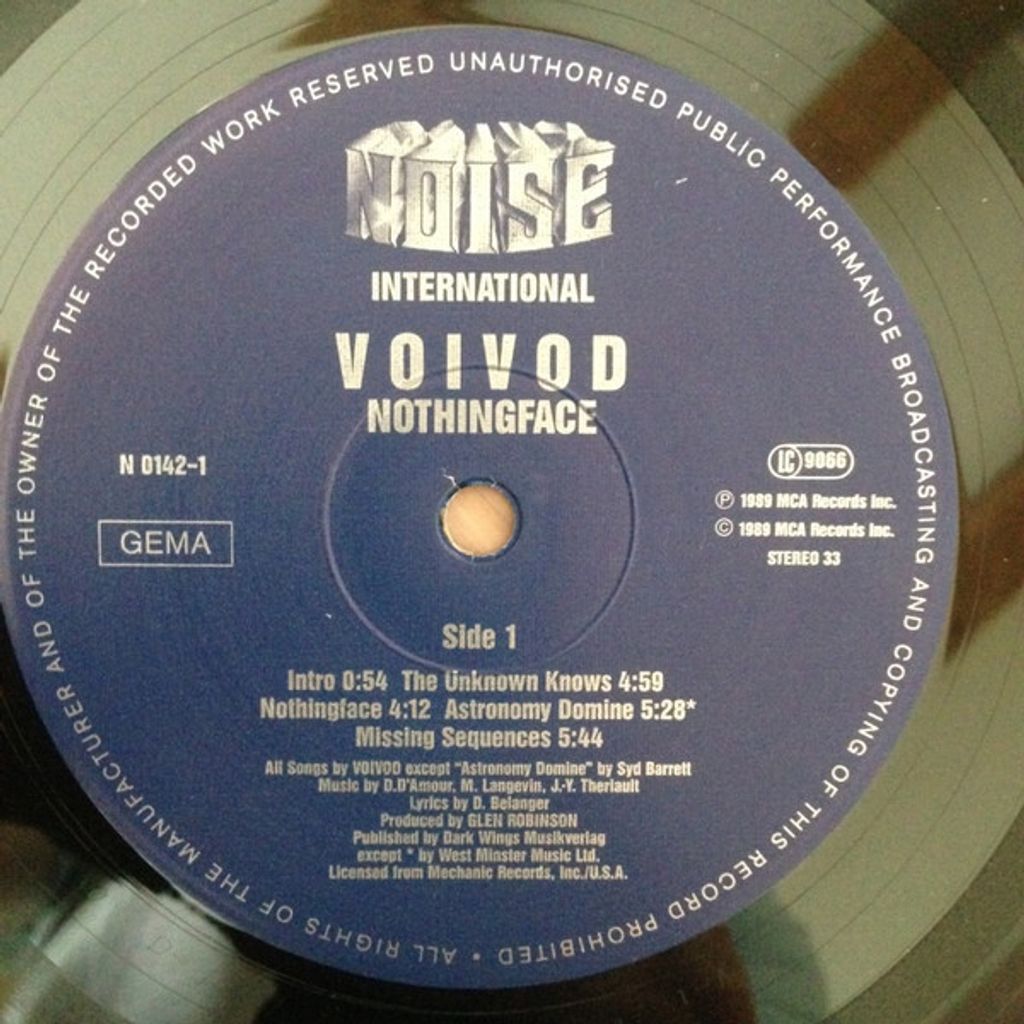 ALL RIGHTS OF THE MANUFACTURER AND OF THE OWNER OF THE RECORDED WORK RESERVED UNAUTHORISED PUBLIC PERFORMANCE BROADCASTING AND COPYING OF THIS RECORD PROHIBITED •
NOISE
INTERNATIONAL
VOIVOD
NOTHINGFACE
N 0142-1
GEMA
LC 9066
Ⓟ 1989 MCA Records Inc.
© 1989 MCA Records Inc.
STEREO 33
Side 1
Intro 0:54 The Unknown Knows 4:59
Nothingface 4:12 Astronomy Domine 5:28*
Missing Sequences 5:44
All Songs by VOIVOD except "Astronomy Domine" by Syd Barrett
Music by D.D'Amour, M. Langevin, J.-Y. Theriault
Lyrics by D. Belanger
Produced by GLEN ROBINSON
Published by Dark Wings Musikverlag
except * by West Minster Music Ltd.
Licensed from Mechanic Records, Inc./U.S.A.